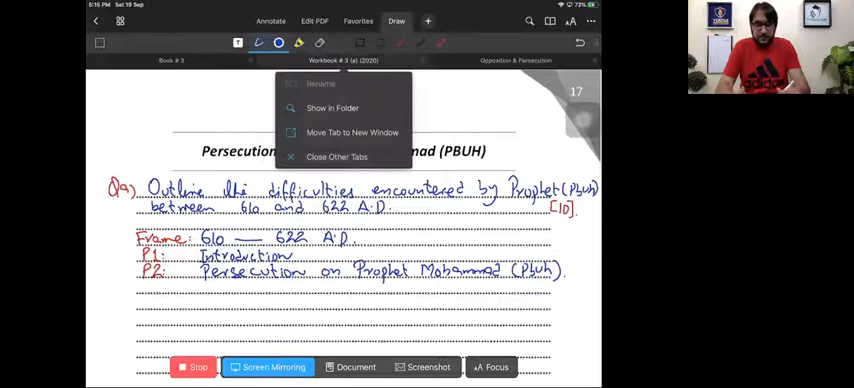 5:15 PM Sat 19 Sep
73%
Annotate Edit PDF Favorites Draw +
T
Book # 3
Workbook # 3 (a) (2020)
Opposition & Persecution
Rename
Show in Folder
Move Tab to New Window
Close Other Tabs
17
Persecution
mad (PBUH)
Qa) Outline the difficulties encountered by Prophet (Pbuh)
between 610 and 622 A.D. [10].
Frame: 610 — 622 A.D.
P1: Introduction
P2: Persecution on Prophet Mohammad (Pbuh).
Stop
Screen Mirroring
Document
Screenshot
AA Focus
adidas